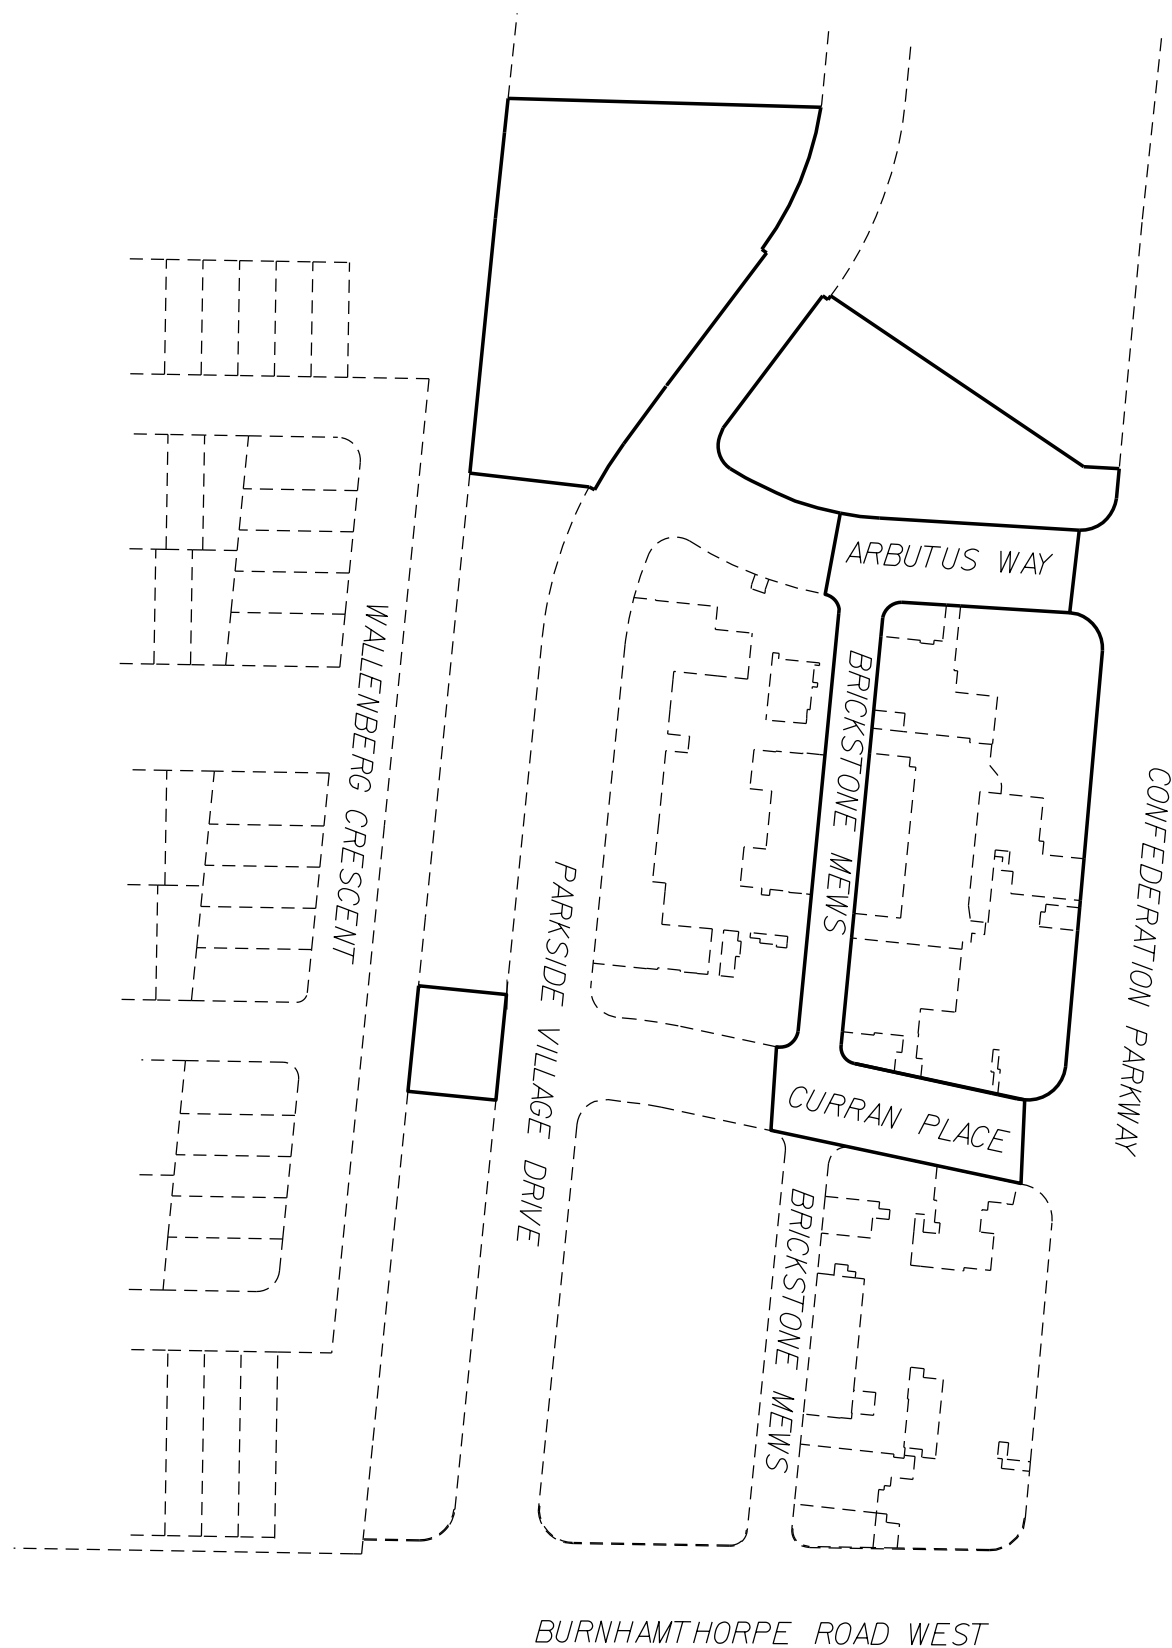 ARBUTUS WAY
WALLENBERG CRESCENT
BRICKSTONE MEWS
CONFEDERATION PARKWAY
PARKSIDE VILLAGE DRIVE
CURRAN PLACE
BRICKSTONE MEWS
BURNHAMTHORPE ROAD WEST